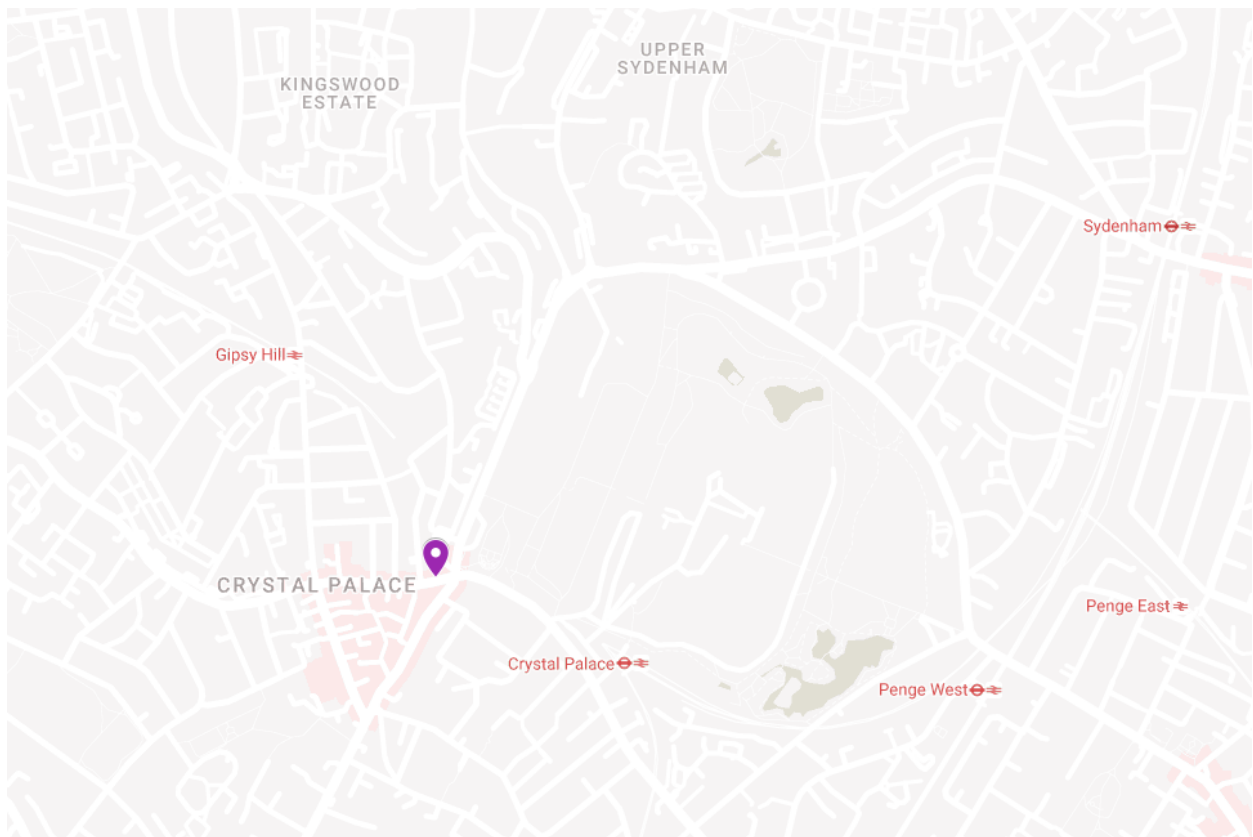 UPPER
SYDENHAM
KINGSWOOD
ESTATE
Sydenham
Gipsy Hill
CRYSTAL PALACE
Penge East
Crystal Palace
Penge West